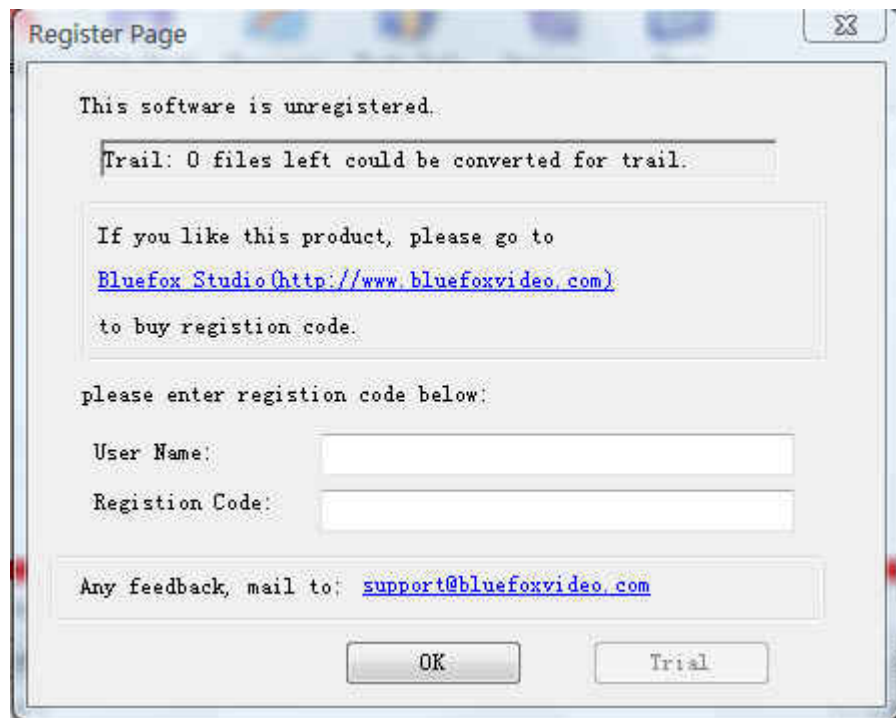 Register Page
This software is unregistered.
Trail: 0 files left could be converted for trail.
If you like this product, please go to
Bluefox Studio(http://www.bluefoxvideo.com)
to buy registion code.
please enter registion code below:
User Name:
Registion Code:
Any feedback, mail to: support@bluefoxvideo.com
OK Trial